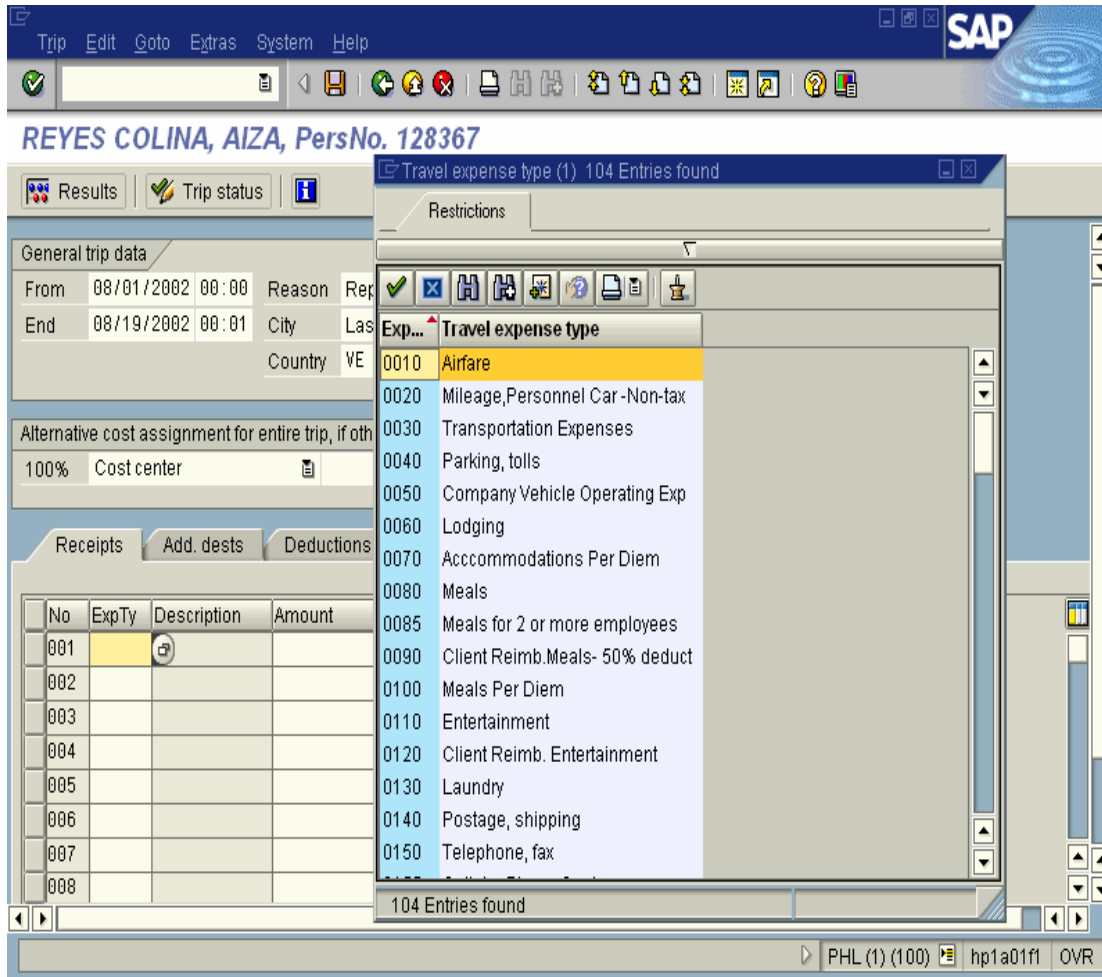 Trip Edit Goto Extras System Help
SAP
REYES COLINA, AIZA, PersNo. 128367
Results Trip status
General trip data
From 08/01/2002 00:00 Reason Rep
End 08/19/2002 00:01 City Las
Country VE
Alternative cost assignment for entire trip, if oth
100% Cost center
Receipts Add. dests Deductions
No ExpTy Description Amount
001
002
003
004
005
006
007
008
Travel expense type (1) 104 Entries found
Restrictions
Exp... Travel expense type
0010 Airfare
0020 Mileage,Personnel Car -Non-tax
0030 Transportation Expenses
0040 Parking, tolls
0050 Company Vehicle Operating Exp
0060 Lodging
0070 Acccommodations Per Diem
0080 Meals
0085 Meals for 2 or more employees
0090 Client Reimb.Meals- 50% deduct
0100 Meals Per Diem
0110 Entertainment
0120 Client Reimb. Entertainment
0130 Laundry
0140 Postage, shipping
0150 Telephone, fax
104 Entries found
PHL (1) (100) hp1a01f1 OVR